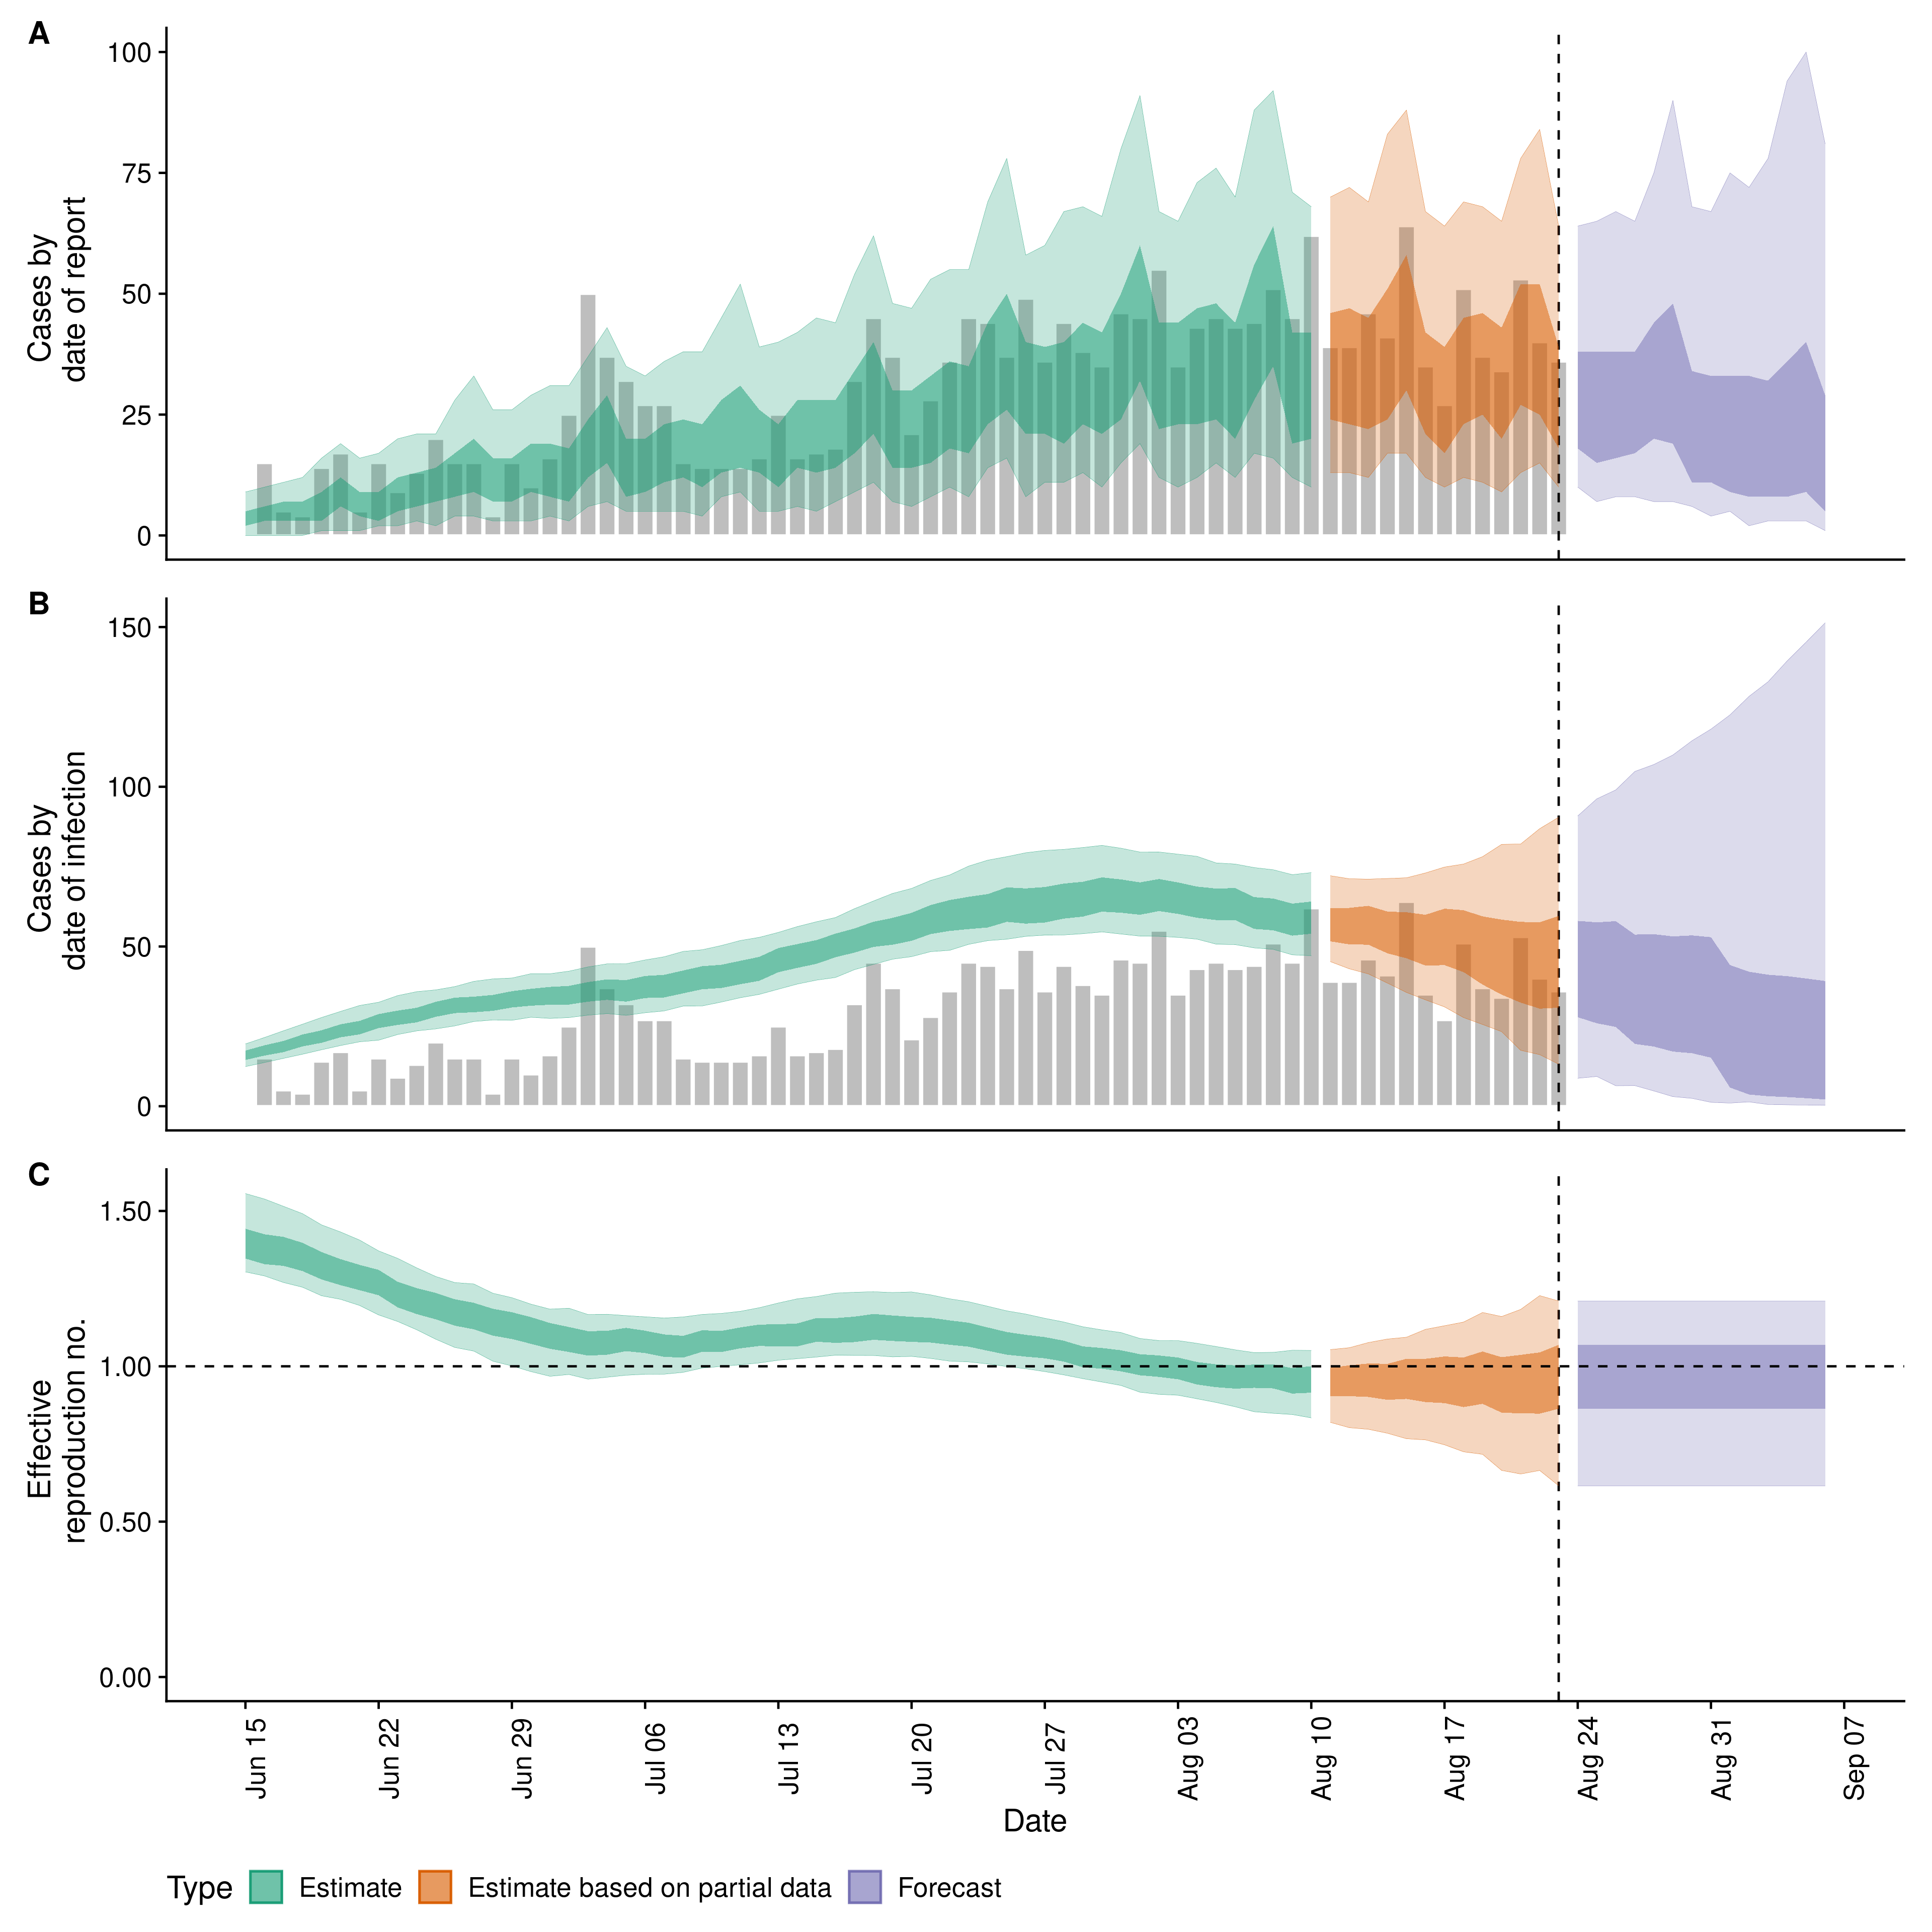 A
Cases by
date of report
100
75
50
25
0
B
Cases by
date of infection
150
100
50
0
C
Effective
reproduction no.
1.50
1.00
0.50
0.00
Jun 15
Jun 22
Jun 29
Jul 06
Jul 13
Jul 20
Jul 27
Aug 03
Aug 10
Aug 17
Aug 24
Aug 31
Sep 07
Date
Type Estimate Estimate based on partial data Forecast